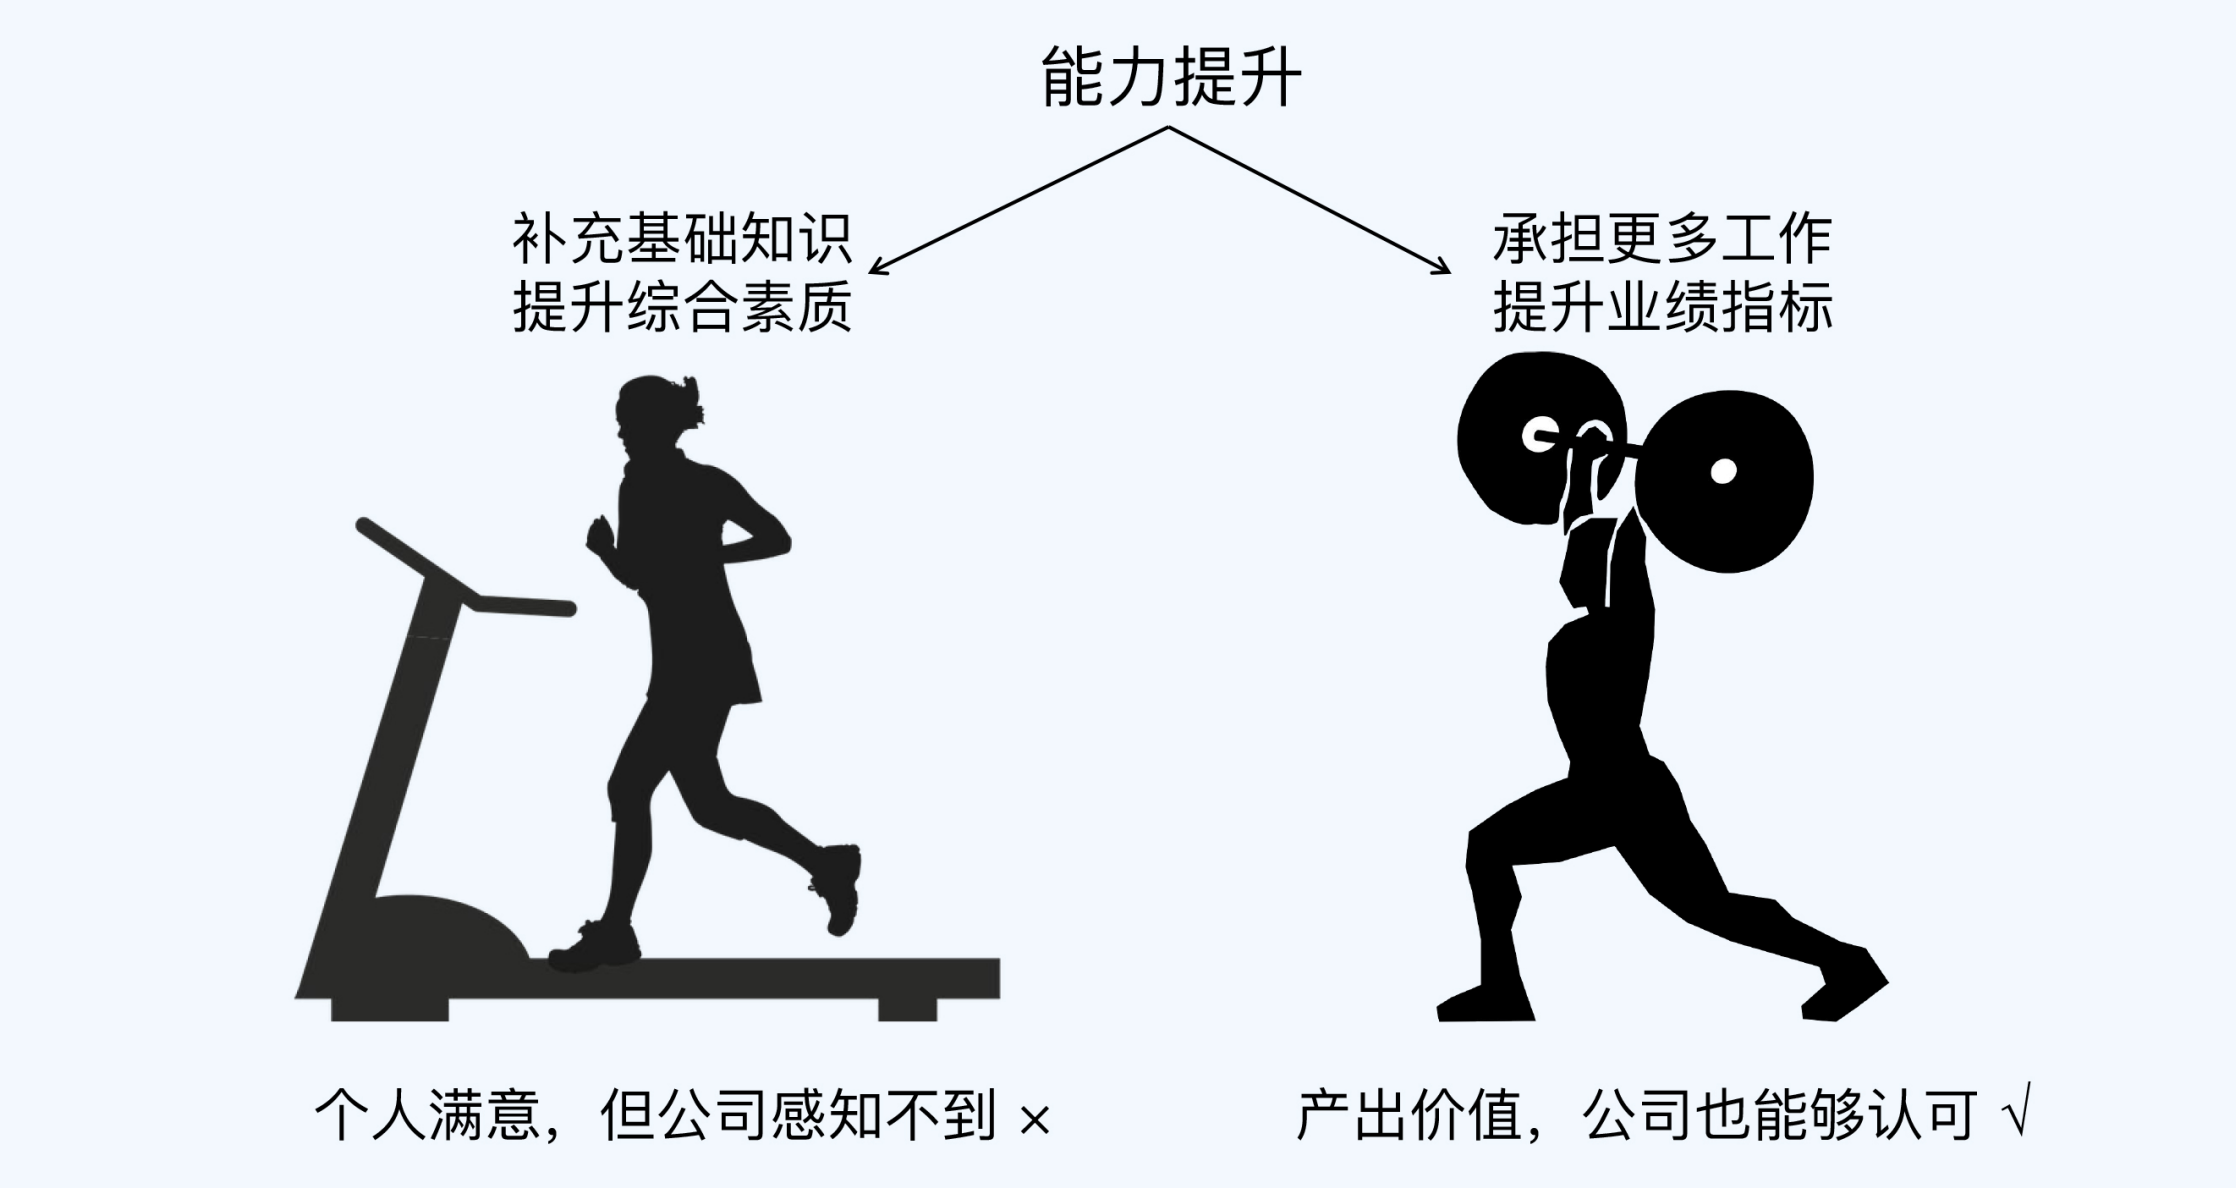 能力提升
补充基础知识
提升综合素质
承担更多工作
提升业绩指标
个人满意，但公司感知不到 ×
产出价值，公司也能够认可 √